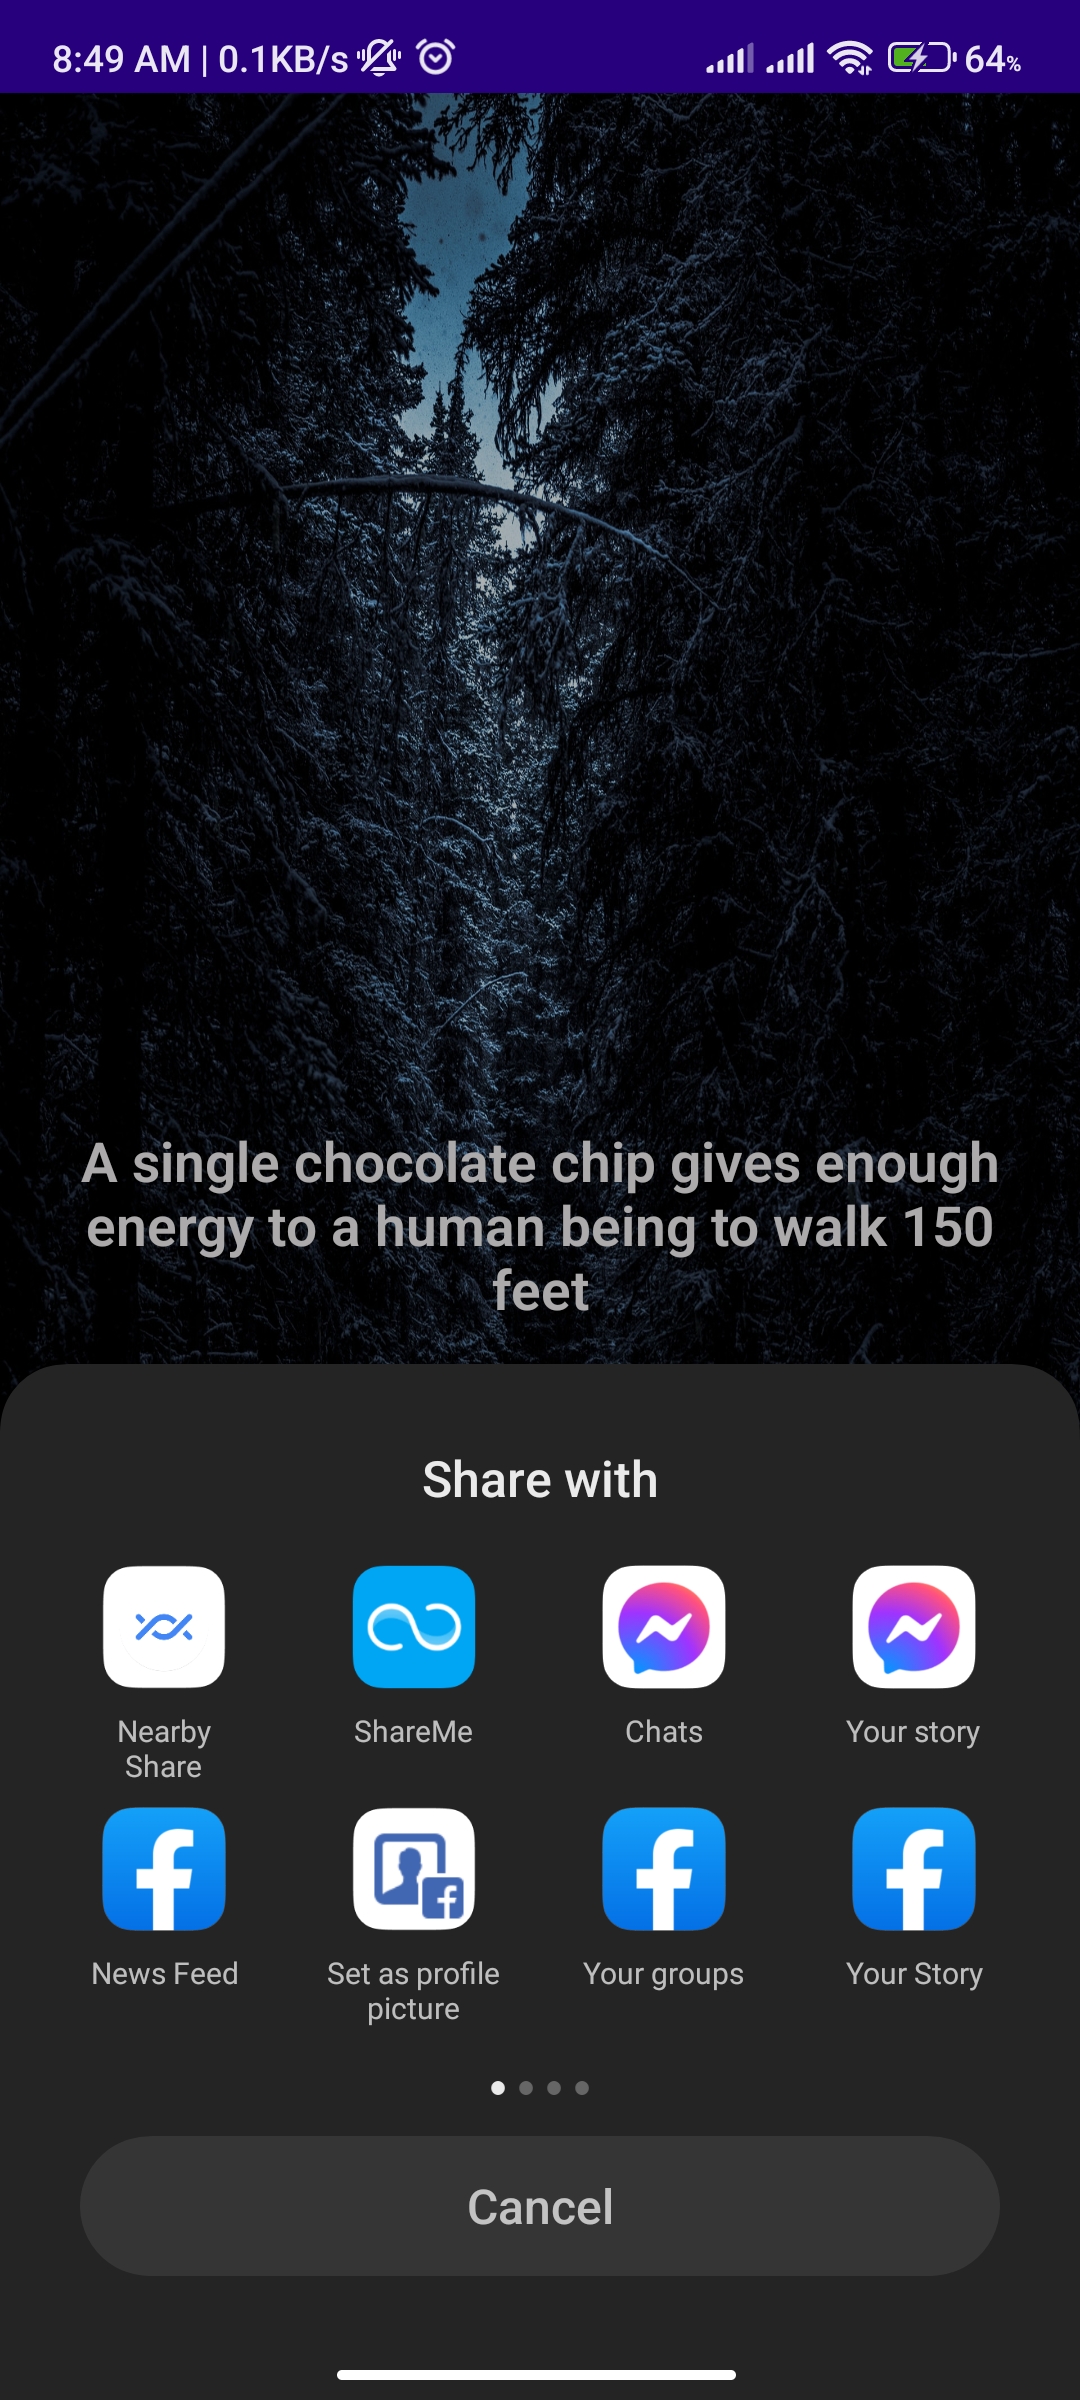 8:49 AM | 0.1KB/s 64%
A single chocolate chip gives enough
energy to a human being to walk 150
feet
Share with
Nearby Share
ShareMe
Chats
Your story
News Feed
Set as profile picture
Your groups
Your Story
Cancel